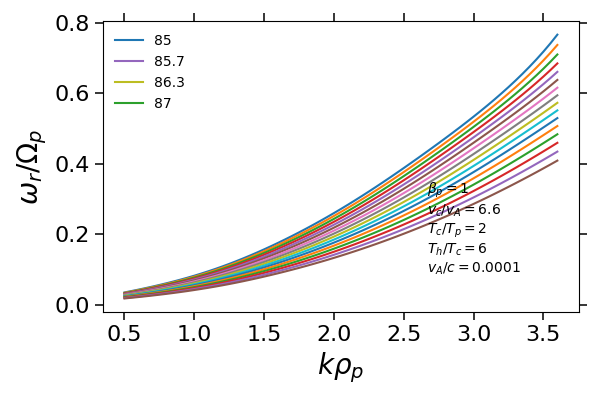 0.8
0.6
0.4
0.2
0.0
ω_r/Ω_p
85
85.7
86.3
87
β_p = 1
v_c/v_A = 6.6
T_c/T_p = 2
T_h/T_c = 6
v_A/c = 0.0001
0.5 1.0 1.5 2.0 2.5 3.0 3.5
kρ_p